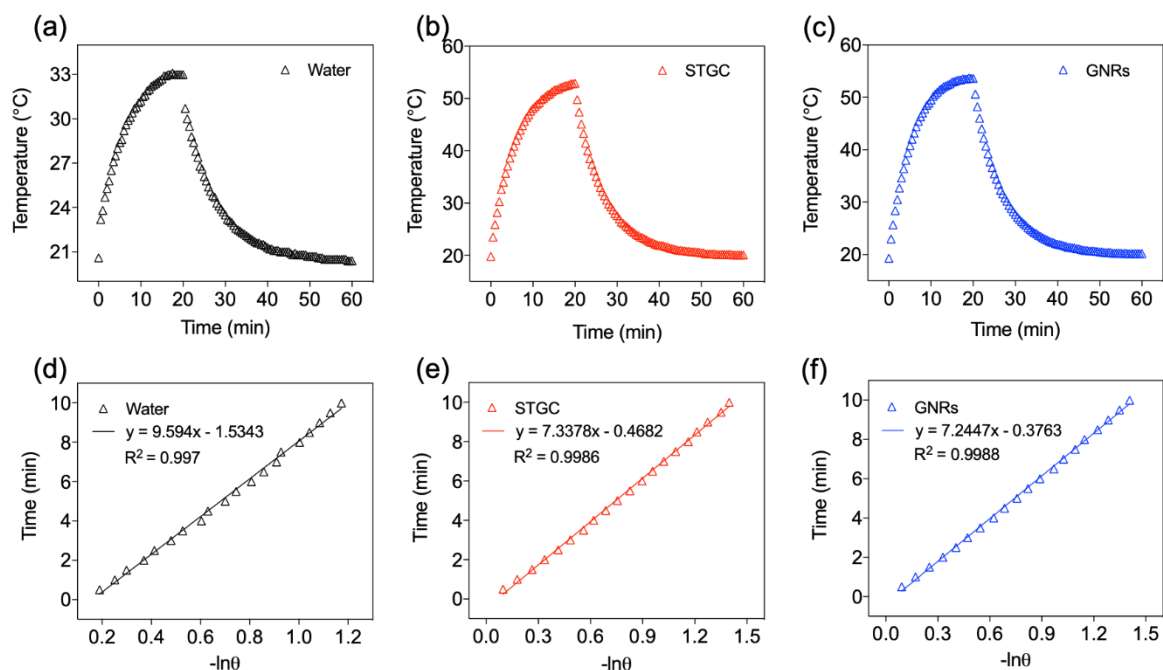 (a)
Water
33
30
27
24
21
Temperature (°C)
0 10 20 30 40 50 60
Time (min)
(b)
STGC
60
50
40
30
20
Temperature (°C)
0 10 20 30 40 50 60
Time (min)
(c)
GNRs
60
50
40
30
20
Temperature (°C)
0 10 20 30 40 50 60
Time (min)
(d)
Water
y = 9.594x - 1.5343
R² = 0.997
10
8
6
4
2
0
Time (min)
0.2 0.4 0.6 0.8 1.0 1.2
-lnθ
(e)
STGC
y = 7.3378x - 0.4682
R² = 0.9986
10
8
6
4
2
0
Time (min)
0.0 0.3 0.6 0.9 1.2 1.5
-lnθ
(f)
GNRs
y = 7.2447x - 0.3763
R² = 0.9988
10
8
6
4
2
0
Time (min)
0.0 0.3 0.6 0.9 1.2 1.5
-lnθ